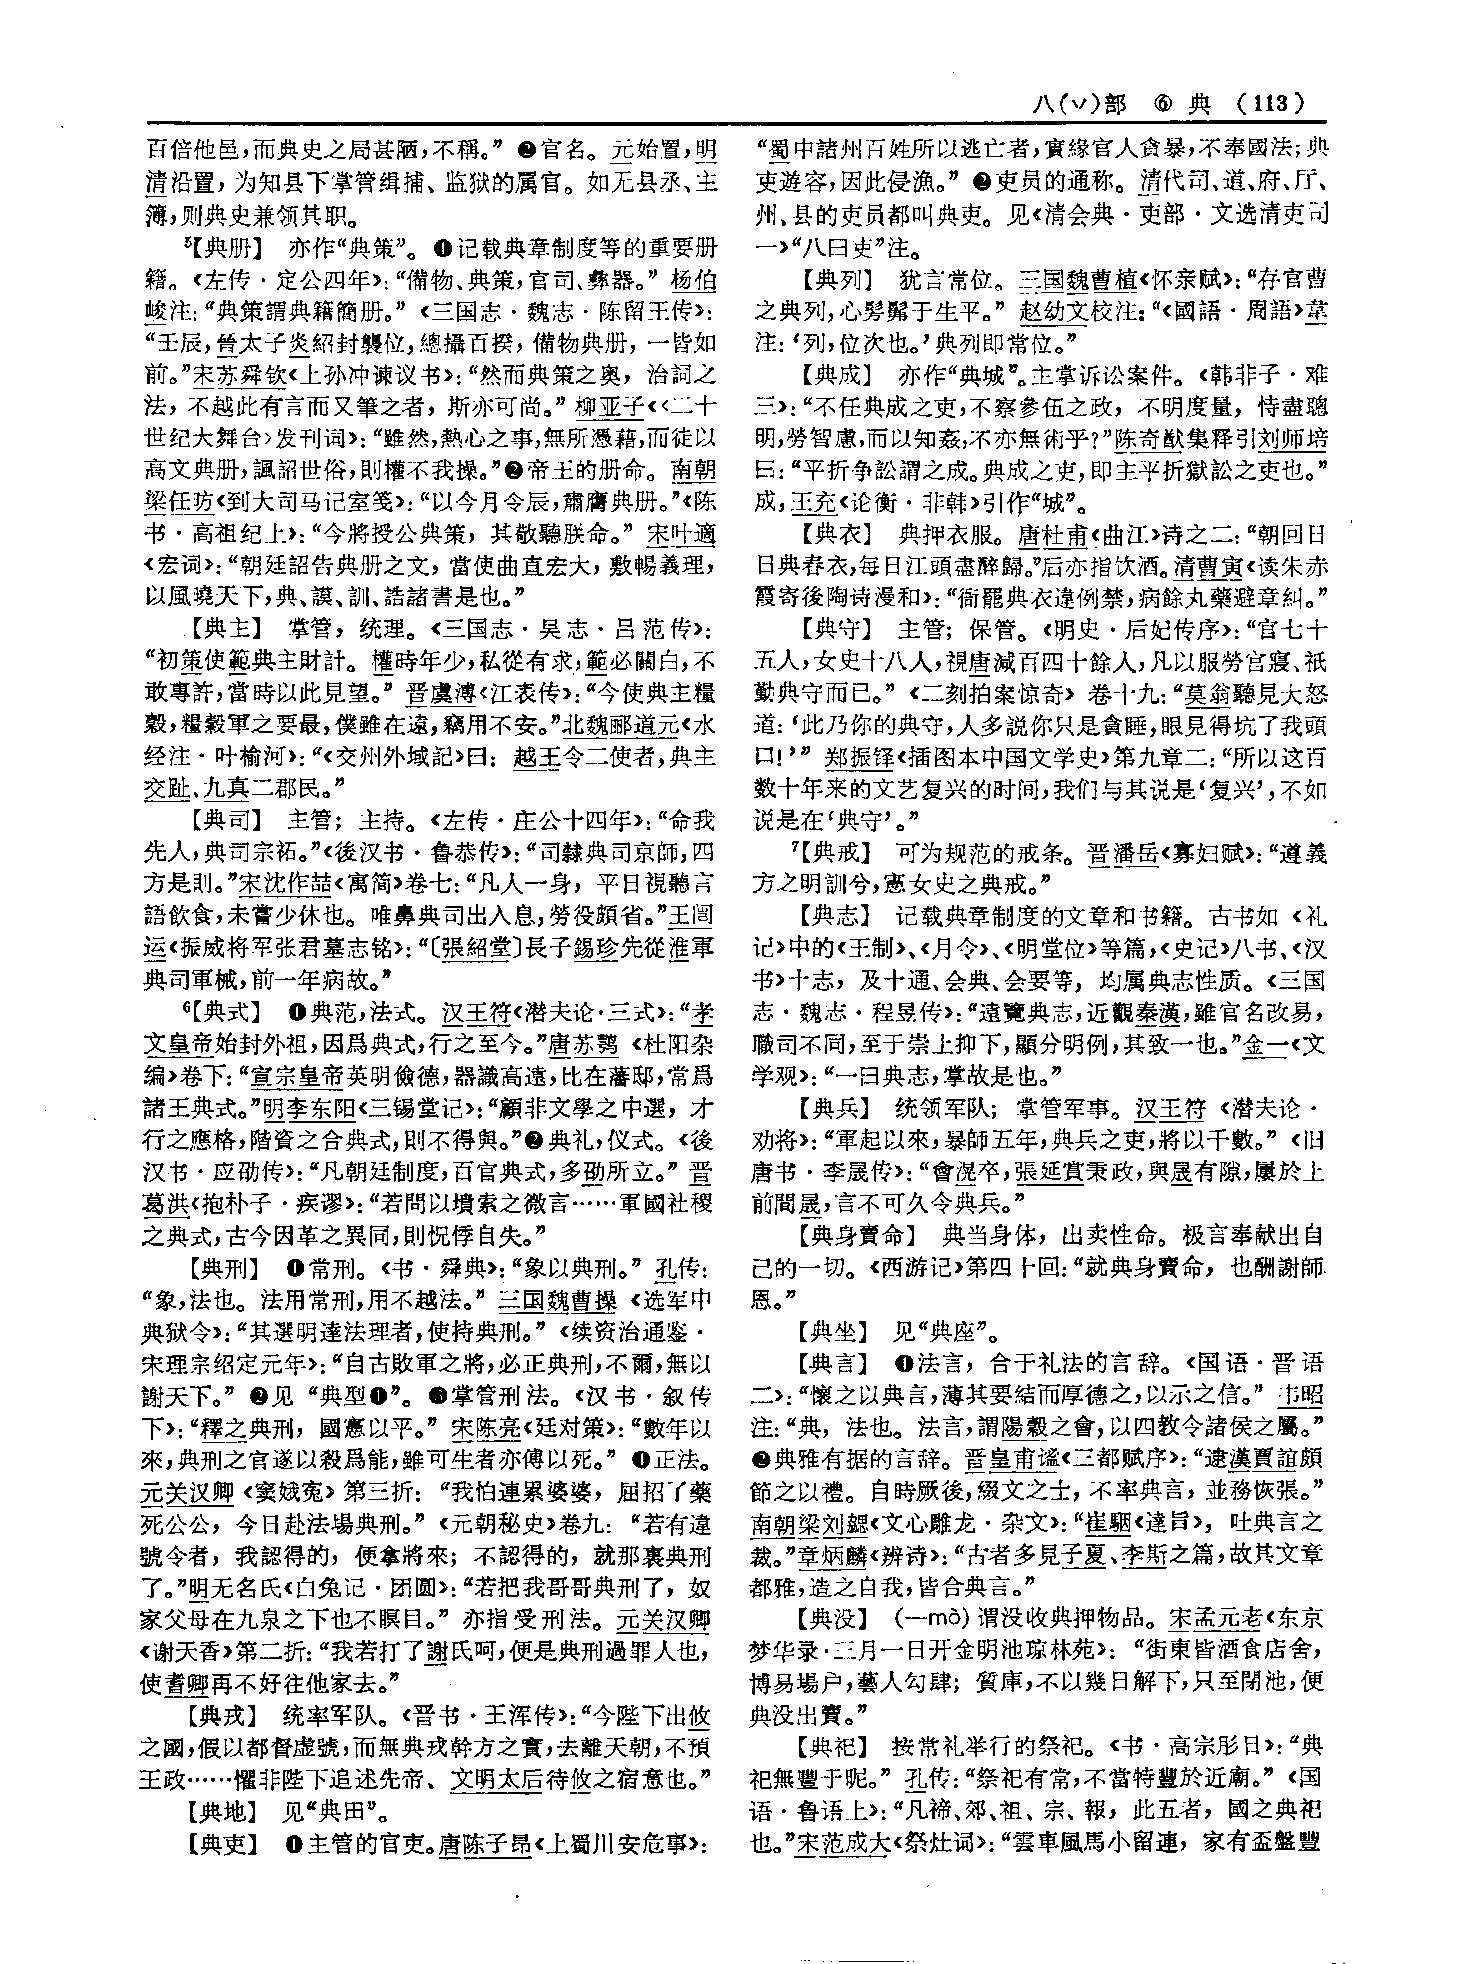 八(丷)部 ⑥ 典 (113)
百倍他邑,而典史之局甚陋,不稱。” ❷官名。元始置,明
清沿置,为知县下掌管缉捕、监狱的属官。如无县丞、主
簿,则典史兼领其职。
⁵【典册】 亦作“典策”。❶记载典章制度等的重要册
籍。《左传·定公四年》:“備物、典策,官司、彝器。” 杨伯
峻注:“典策謂典籍簡册。”《三国志·魏志·陈留王传》:
“壬辰,晉太子炎紹封襲位,總攝百揆,備物典册,一皆如
前。”宋苏舜钦《上孙冲谏议书》:“然而典策之奥,治詞之
法,不越此有言而又筆之者,斯亦可尚。” 柳亚子《〈二十
世纪大舞台〉发刊词》:“雖然,熱心之事,無所憑藉,而徒以
高文典册,諷詔世俗,則權不我操。”❷帝王的册命。南朝
梁任昉《到大司马记室笺》:“以今月令辰,肅膺典册。”《陈
书·高祖纪上》:“今將授公典策,其敬聽朕命。” 宋叶適
《宏词》:“朝廷詔告典册之文,當使曲直宏大,敷暢義理,
以風曉天下,典、謨、訓、誥諸書是也。”
【典主】 掌管,统理。《三国志·吴志·吕范传》:
“初策使範典主財計。權時年少,私從有求,範必關白,不
敢專許,當時以此見望。” 晋虞溥《江表传》:“今使典主糧
穀,糧穀軍之要最,僕雖在遠,竊用不安。”北魏郦道元《水
经注·叶榆河》:“《交州外域記》曰:越王令二使者,典主
交趾、九真二郡民。”
【典司】 主管;主持。《左传·庄公十四年》:“命我
先人,典司宗祏。”《後汉书·鲁恭传》:“司隸典司京師,四
方是則。”宋沈作喆《寓简》卷七:“凡人一身,平日視聽言
語飲食,未嘗少休也。唯鼻典司出入息,勞役頗省。”王闿
运《振威将军张君墓志铭》:“〔張紹堂〕長子錫珍先從淮軍
典司軍械,前一年病故。”
⁶【典式】 ❶典范,法式。汉王符《潜夫论·三式》:“孝
文皇帝始封外祖,因爲典式,行之至今。”唐苏鹗《杜阳杂
编》卷下:“宣宗皇帝英明儉德,器識高遠,比在藩邸,常爲
諸王典式。”明李东阳《三锡堂记》:“顧非文學之中選,才
行之應格,階資之合典式,則不得與。”❷典礼,仪式。《後
汉书·应劭传》:“凡朝廷制度,百官典式,多劭所立。” 晋
葛洪《抱朴子·疾谬》:“若問以墳索之微言……軍國社稷
之典式,古今因革之異同,則怳悸自失。”
【典刑】 ❶常刑。《书·舜典》:“象以典刑。” 孔传:
“象,法也。法用常刑,用不越法。” 三国魏曹操《选军中
典狱令》:“其選明達法理者,使持典刑。”《续资治通鉴·
宋理宗绍定元年》:“自古敗軍之將,必正典刑,不爾,無以
謝天下。” ❷见“典型❶”。❸掌管刑法。《汉书·叙传
下》:“釋之典刑,國憲以平。” 宋陈亮《廷对策》:“數年以
來,典刑之官遂以殺爲能,雖可生者亦傅以死。” ❹正法。
元关汉卿《窦娥冤》第三折:“我怕連累婆婆,屈招了藥
死公公,今日赴法場典刑。”《元朝秘史》卷九:“若有違
號令者,我認得的,便拿將來;不認得的,就那裏典刑
了。”明无名氏《白兔记·团圆》:“若把我哥哥典刑了,奴
家父母在九泉之下也不瞑目。” 亦指受刑法。元关汉卿
《谢天香》第二折:“我若打了謝氏呵,便是典刑過罪人也,
使耆卿再不好往他家去。”
【典戎】 统率军队。《晋书·王浑传》:“今陛下出攸
之國,假以都督虚號,而無典戎幹方之實,去離天朝,不預
王政……懼非陛下追述先帝、文明太后待攸之宿意也。”
【典地】 见“典田”。
【典吏】 ❶主管的官吏。唐陈子昂《上蜀川安危事》:
“蜀中諸州百姓所以逃亡者,實緣官人貪暴,不奉國法;典
吏遊容,因此侵漁。” ❷吏员的通称。清代司、道、府、厅、
州、县的吏员都叫典吏。见《清会典·吏部·文选清吏司
一》“八曰吏”注。
【典列】 犹言常位。三国魏曹植《怀亲赋》:“存官曹
之典列,心髣髴于生平。” 赵幼文校注:“《國語·周語》韋
注:‘列,位次也。’典列即常位。”
【典成】 亦作“典城”。主掌诉讼案件。《韩非子·难
三》:“不任典成之吏,不察參伍之政,不明度量,恃盡聰
明,勞智慮,而以知姦,不亦無術乎?”陈奇猷集释引刘师培
曰:“平折争訟謂之成。典成之吏,即主平折獄訟之吏也。”
成,王充《论衡·非韩》引作“城”。
【典衣】 典押衣服。唐杜甫《曲江》诗之二:“朝回日
日典春衣,每日江頭盡醉歸。”后亦指饮酒。清曹寅《读朱赤
霞寄後陶诗漫和》:“衙罷典衣違例禁,病餘丸藥避章糾。”
【典守】 主管;保管。《明史·后妃传序》:“官七十
五人,女史十八人,視唐減百四十餘人,凡以服勞宫寢、祇
勤典守而已。”《二刻拍案惊奇》卷十九:“莫翁聽見大怒
道:‘此乃你的典守,人多説你只是貪睡,眼見得坑了我頭
口!’” 郑振铎《插图本中国文学史》第九章二:“所以这百
数十年来的文艺复兴的时间,我们与其说是‘复兴’,不如
说是在‘典守’。”
⁷【典戒】 可为规范的戒条。晋潘岳《寡妇赋》:“遵義
方之明訓兮,憲女史之典戒。”
【典志】 记载典章制度的文章和书籍。古书如《礼
记》中的《王制》、《月令》、《明堂位》等篇,《史记》八书、《汉
书》十志,及十通、会典、会要等,均属典志性质。《三国
志·魏志·程昱传》:“遠覽典志,近觀秦漢,雖官名改易,
職司不同,至于崇上抑下,顯分明例,其致一也。”金一《文
学观》:“一曰典志,掌故是也。”
【典兵】 统领军队;掌管军事。汉王符《潜夫论·
劝将》:“軍起以來,暴師五年,典兵之吏,將以千數。”《旧
唐书·李晟传》:“會滉卒,張延賞秉政,與晟有隙,屢於上
前間晟,言不可久令典兵。”
【典身賣命】 典当身体,出卖性命。极言奉献出自
己的一切。《西游记》第四十回:“就典身賣命,也酬謝師
恩。”
【典坐】 见“典座”。
【典言】 ❶法言,合于礼法的言辞。《国语·晋语
二》:“懷之以典言,薄其要結而厚德之,以示之信。” 韦昭
注:“典,法也。法言,謂陽穀之會,以四教令諸侯之屬。”
❷典雅有据的言辞。晋皇甫谧《三都赋序》:“逮漢賈誼頗
節之以禮。自時厥後,綴文之士,不率典言,並務恢張。”
南朝梁刘勰《文心雕龙·杂文》:“崔駰《達旨》,吐典言之
裁。”章炳麟《辨诗》:“古者多見子夏、李斯之篇,故其文章
都雅,造之自我,皆合典言。”
【典没】 (—mò) 谓没收典押物品。宋孟元老《东京
梦华录·三月一日开金明池琼林苑》:“街東皆酒食店舍,
博易場户,藝人勾肆;質庫,不以幾日解下,只至閉池,便
典没出賣。”
【典祀】 按常礼举行的祭祀。《书·高宗肜日》:“典
祀無豐于昵。” 孔传:“祭祀有常,不當特豐於近廟。”《国
语·鲁语上》:“凡禘、郊、祖、宗、報,此五者,國之典祀
也。”宋范成大《祭灶词》:“雲車風馬小留連,家有盃盤豐